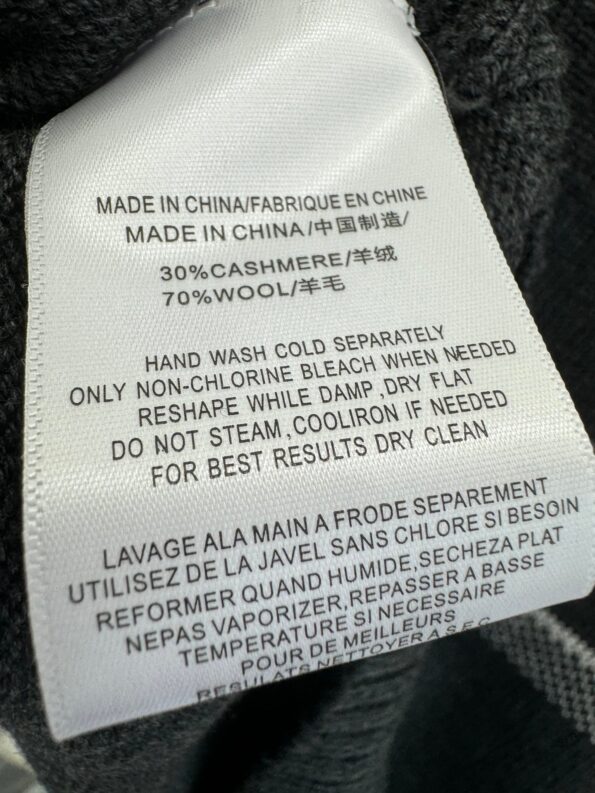 MADE IN CHINA/FABRIQUE EN CHINE
MADE IN CHINA/中国制造/
30%CASHMERE/羊绒
70%WOOL/羊毛
HAND WASH COLD SEPARATELY
ONLY NON-CHLORINE BLEACH WHEN NEEDED
RESHAPE WHILE DAMP ,DRY FLAT
DO NOT STEAM ,COOLIRON IF NEEDED
FOR BEST RESULTS DRY CLEAN
LAVAGE ALA MAIN A FRODE SEPAREMENT
UTILISEZ DE LA JAVEL SANS CHLORE SI BESOIN
REFORMER QUAND HUMIDE,SECHEZA PLAT
NEPAS VAPORIZER,REPASSER A BASSE
TEMPERATURE SI NECESSAIRE
POUR DE MEILLEURS
RESULATS NETTOYER A S.E.C